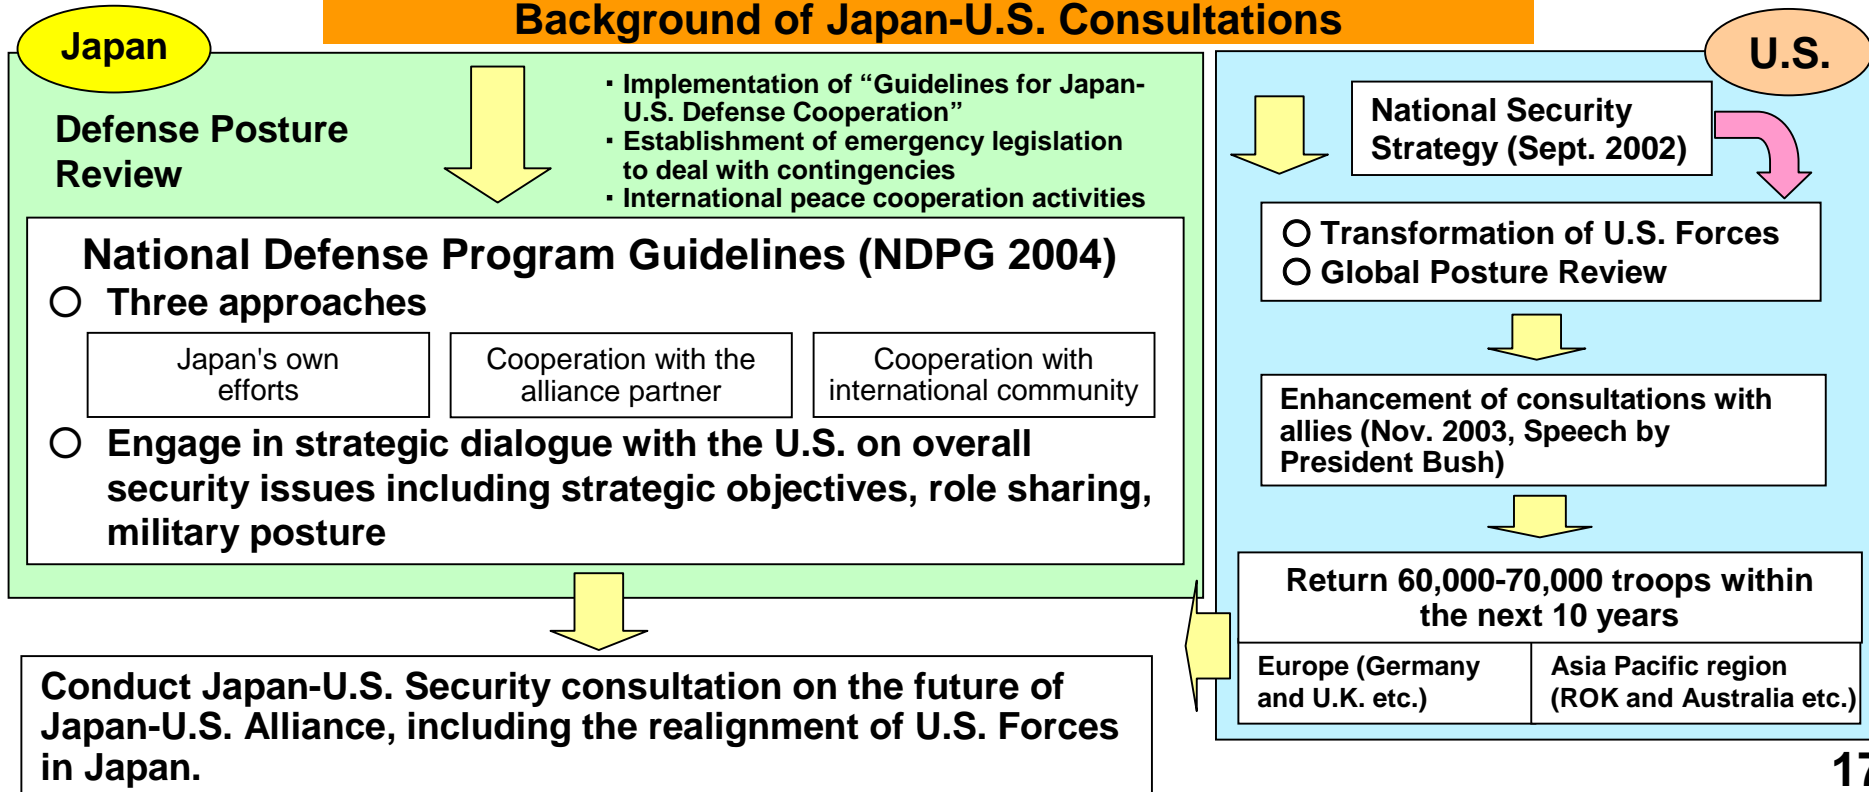 Background of Japan-U.S. Consultations
Japan
Defense Posture
Review
・Implementation of “Guidelines for Japan-
U.S. Defense Cooperation”
・Establishment of emergency legislation
to deal with contingencies
・International peace cooperation activities
National Defense Program Guidelines (NDPG 2004)
○ Three approaches
Japan's own
efforts
Cooperation with the
alliance partner
Cooperation with
international community
○ Engage in strategic dialogue with the U.S. on overall
security issues including strategic objectives, role sharing,
military posture
Conduct Japan-U.S. Security consultation on the future of
Japan-U.S. Alliance, including the realignment of U.S. Forces
in Japan.
U.S.
National Security
Strategy (Sept. 2002)
○ Transformation of U.S. Forces
○ Global Posture Review
Enhancement of consultations with
allies (Nov. 2003, Speech by
President Bush)
Return 60,000-70,000 troops within
the next 10 years
Europe (Germany
and U.K. etc.)
Asia Pacific region
(ROK and Australia etc.)
17